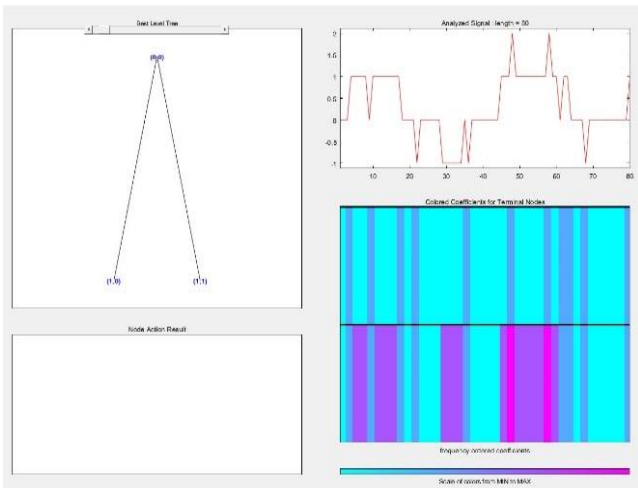 Best Level Tree
(0,0)
(1,0)
(1,1)
Node Action Result
Analyzed Signal : length = 80
2
1.5
1
0.5
0
-0.5
-1
10 20 30 40 50 60 70 80
Colored Coefficients for Terminal Nodes
frequency ordered coefficients
Scale of colors from MIN to MAX